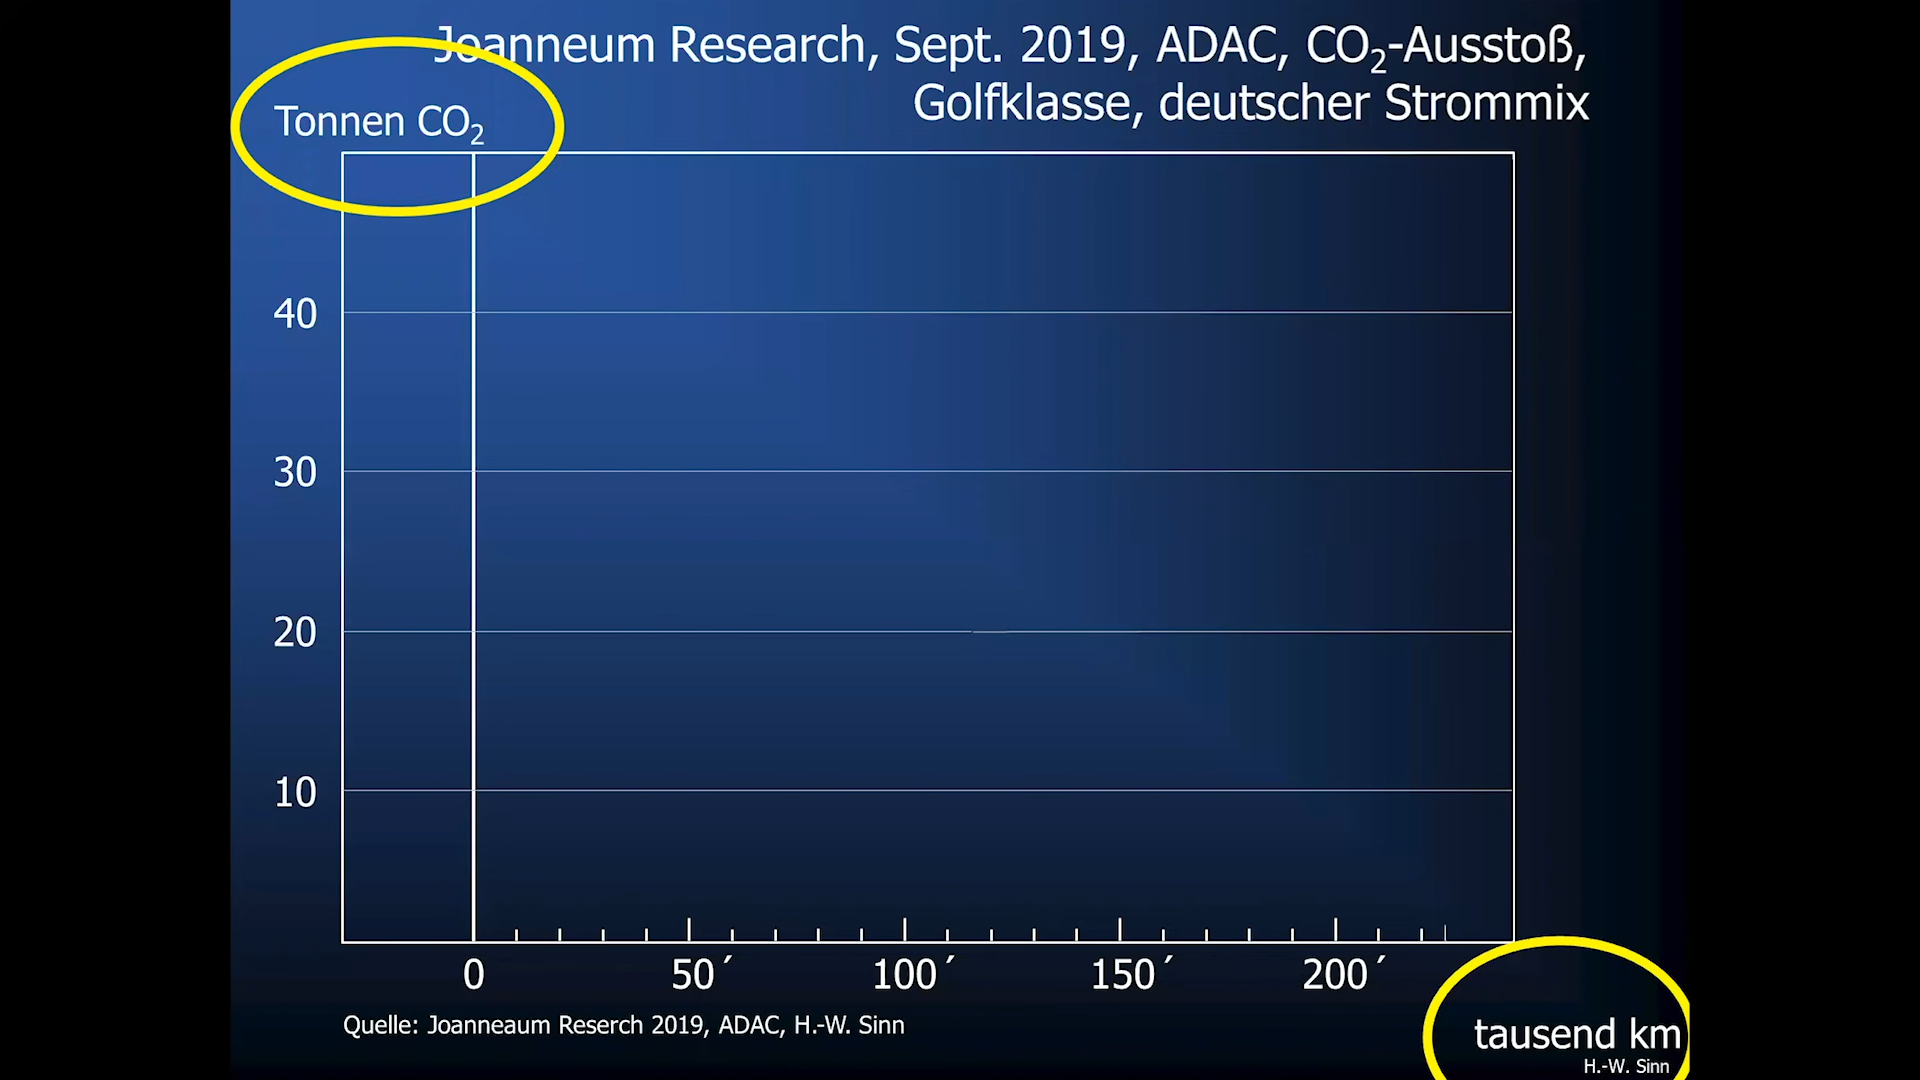 Joanneum Research, Sept. 2019, ADAC, CO₂-Ausstoß,
Golfklasse, deutscher Strommix
Tonnen CO₂
40
30
20
10
0 50´ 100´ 150´ 200´
Quelle: Joanneaum Reserch 2019, ADAC, H.-W. Sinn
tausend km
H.-W. Sinn